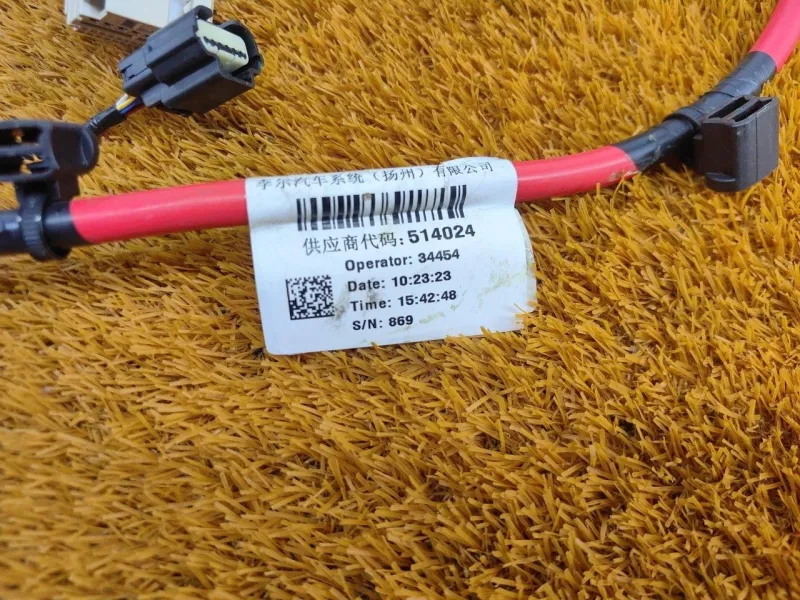 李尔汽车系统（扬州）有限公司
供应商代码:514024
Operator: 34454
Date: 10:23:23
Time: 15:42:48
S/N: 869